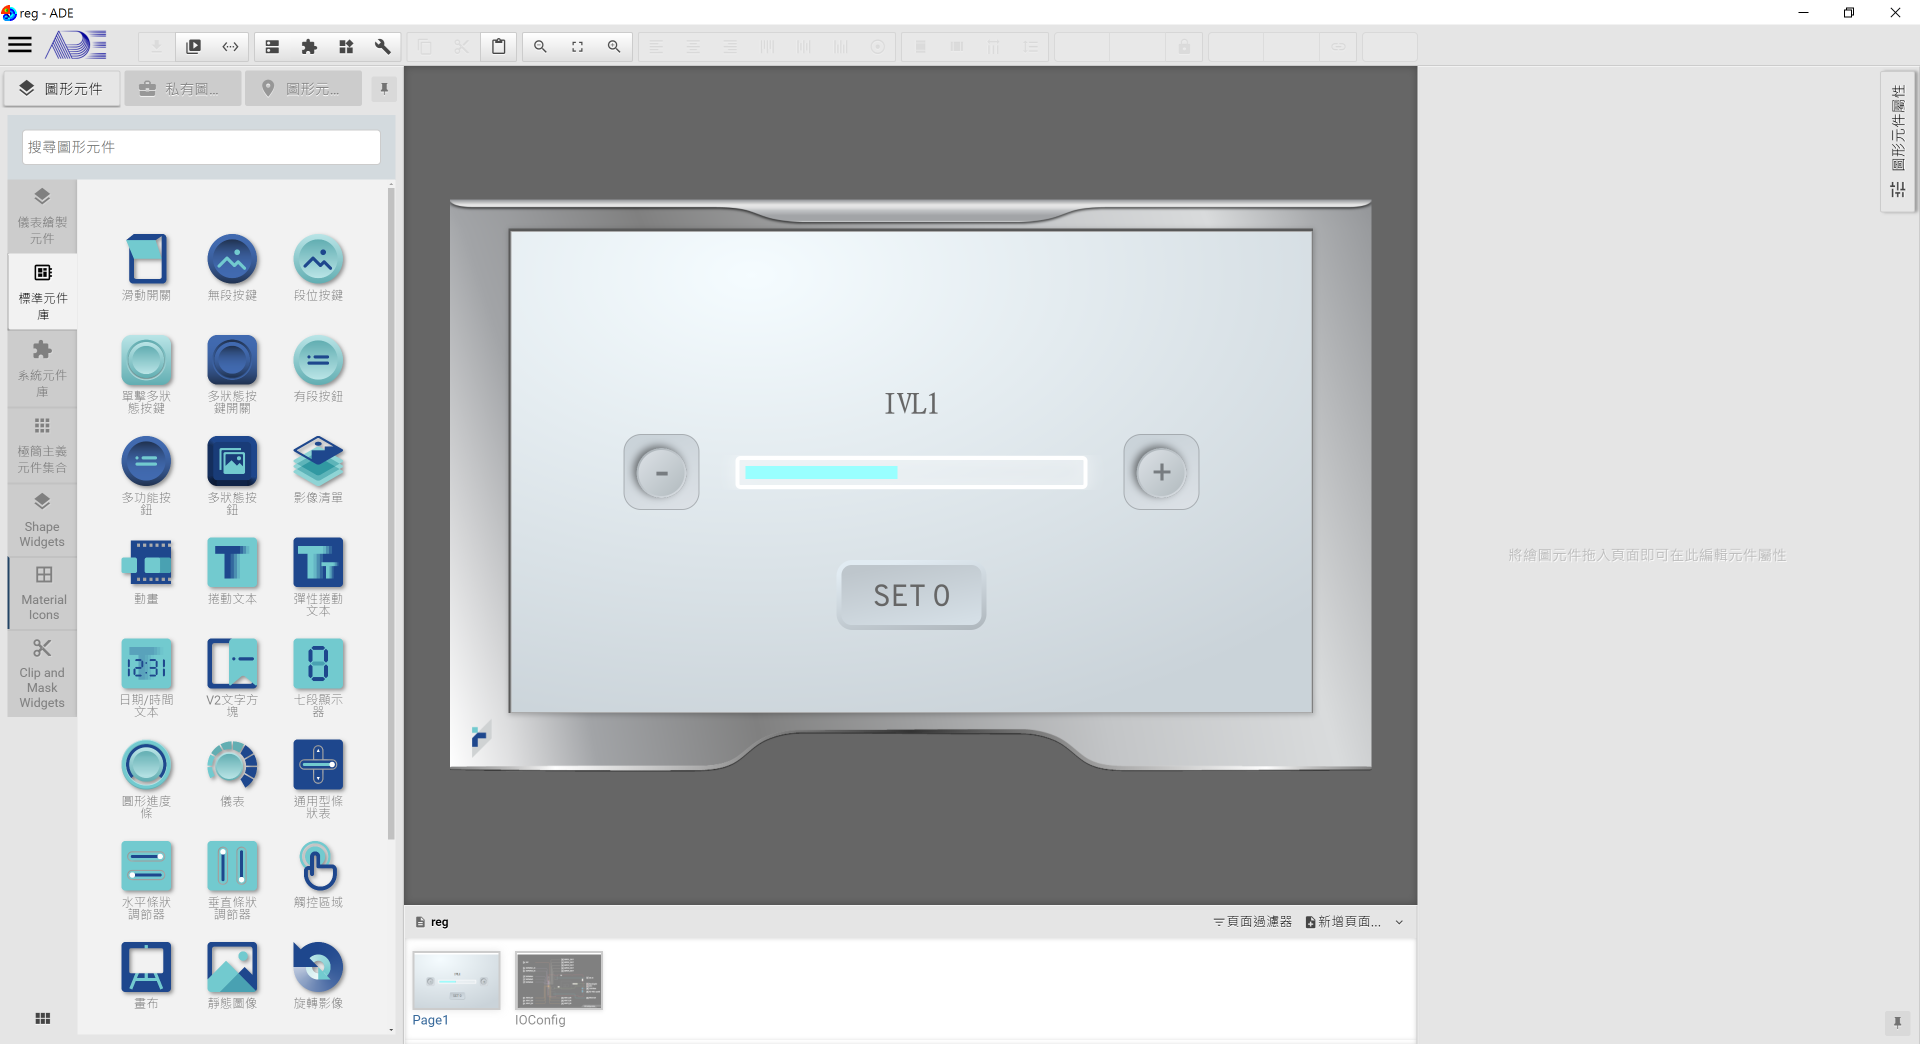 reg - ADE
ADE
圖形元件
私有圖...
圖形元...
搜尋圖形元件
儀表繪製
元件
標準元件
庫
系統元件
庫
極簡主義
元件集合
Shape
Widgets
Material
Icons
Clip and
Mask
Widgets
滑動開關
無段按鍵
段位按鍵
單擊多狀
態按鍵
多狀態按
鍵開關
有段按鈕
多功能按
鈕
多狀態按
鈕
影像清單
動畫
捲動文本
彈性捲動
文本
12:31
日期/時間
文本
V2文字方
塊
七段顯示
器
圓形進度
條
儀表
通用型條
狀表
水平條狀
調節器
垂直條狀
調節器
觸控區域
畫布
靜態圖像
旋轉影像
IVL1
-
+
SET 0
reg
頁面過濾器
新增頁面...
Page1
IOConfig
圖形元件屬性
將繪圖元件拖入頁面即可在此編輯元件屬性